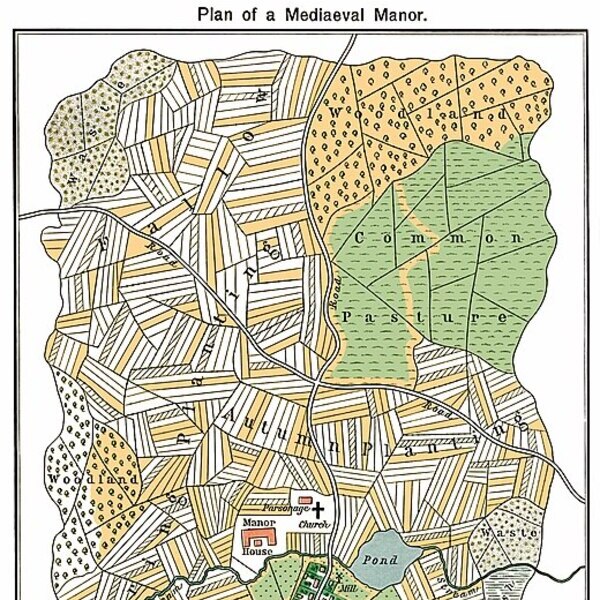 Plan of a Mediaeval Manor.
Waste
Fallow
Woodland
Common
Pasture
Road
Road
Planting
Spring
Autumn Planting
Road
Woodland
Parsonage
Church
Manor
House
Pond
Waste
Mill